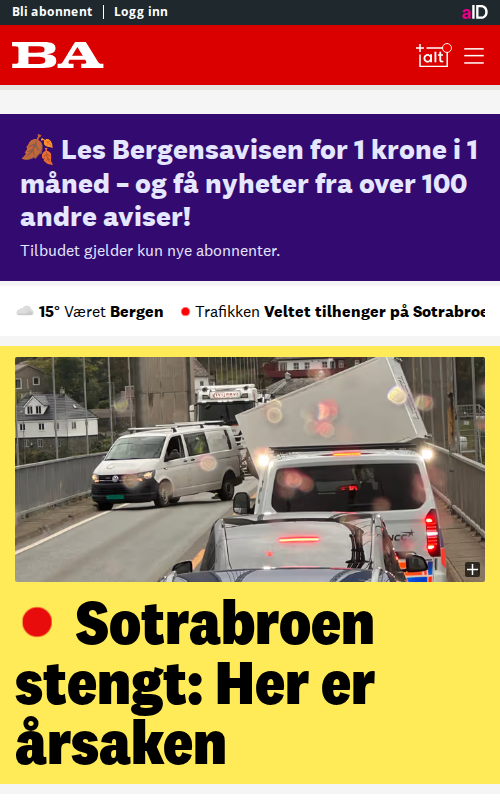 Bli abonnent | Logg inn
aID
BA
alt
🍂 Les Bergensavisen for 1 krone i 1
måned – og få nyheter fra over 100
andre aviser!
Tilbudet gjelder kun nye abonnenter.
15° Været Bergen
Trafikken Veltet tilhenger på Sotrabroe
Sotrabroen
stengt: Her er
årsaken